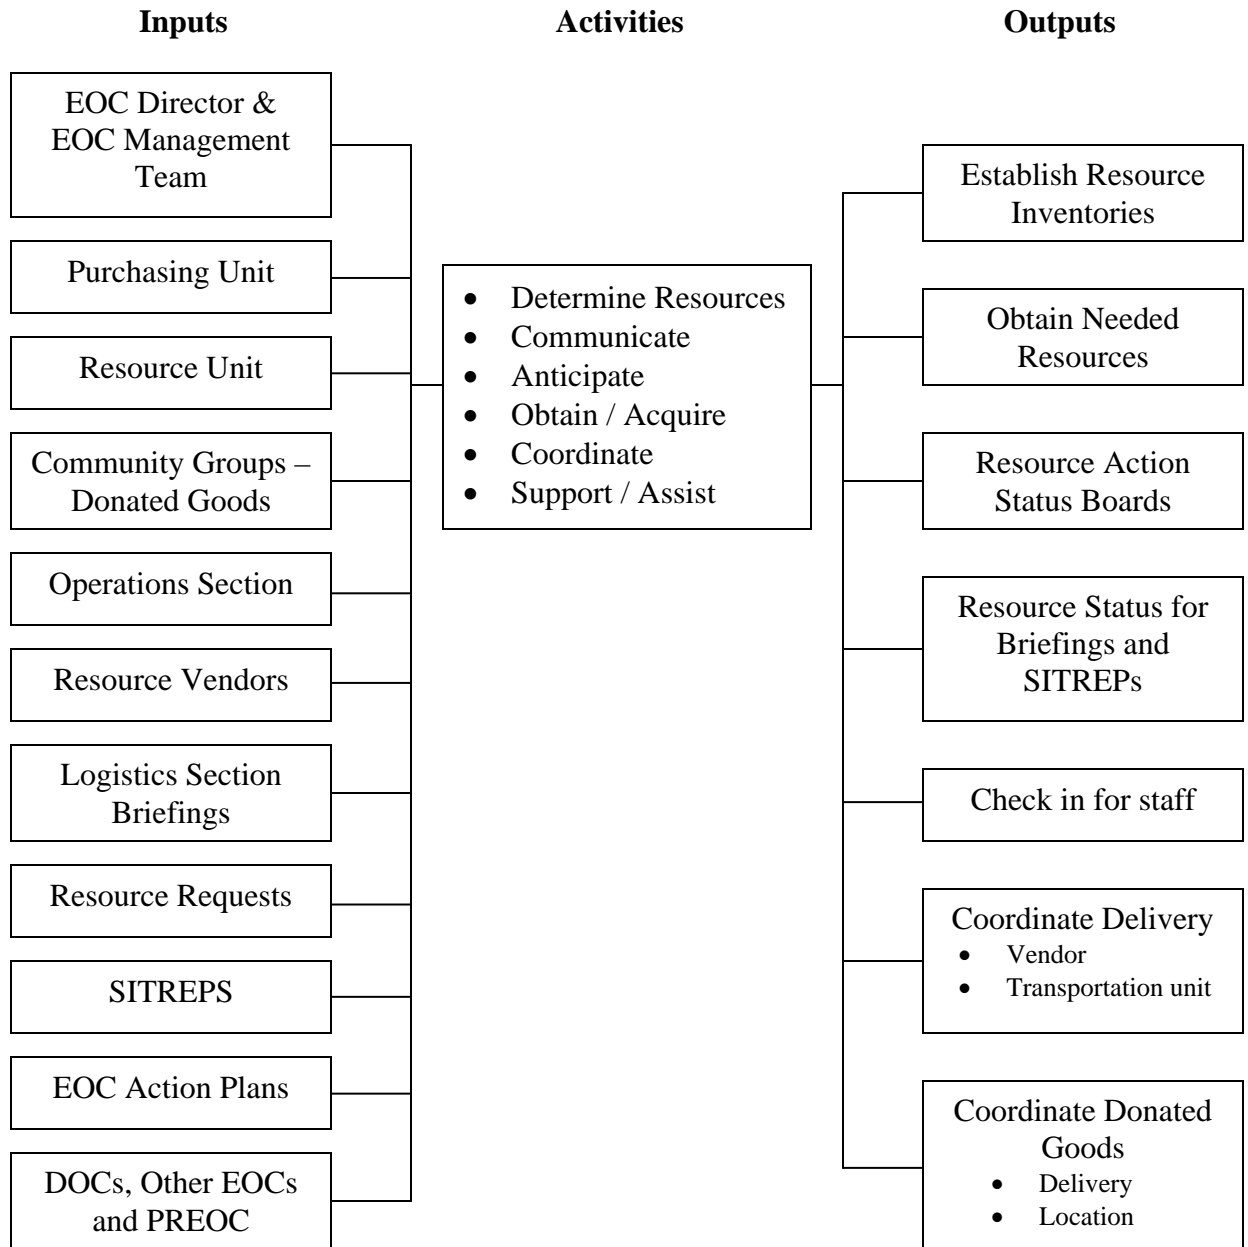 Inputs
Activities
Outputs
EOC Director &
EOC Management
Team
Purchasing Unit
Resource Unit
Community Groups –
Donated Goods
Operations Section
Resource Vendors
Logistics Section
Briefings
Resource Requests
SITREPS
EOC Action Plans
DOCs, Other EOCs
and PREOC
• Determine Resources
• Communicate
• Anticipate
• Obtain / Acquire
• Coordinate
• Support / Assist
Establish Resource
Inventories
Obtain Needed
Resources
Resource Action
Status Boards
Resource Status for
Briefings and
SITREPs
Check in for staff
Coordinate Delivery
• Vendor
• Transportation unit
Coordinate Donated
Goods
• Delivery
• Location